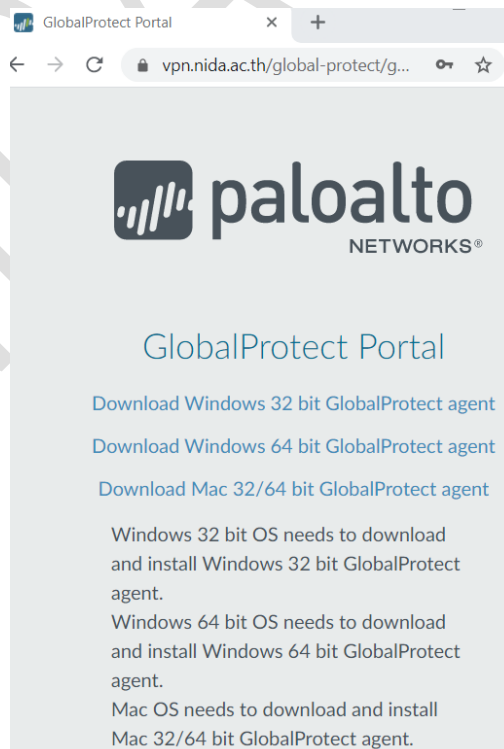 GlobalProtect Portal
vpn.nida.ac.th/global-protect/g...
paloalto
NETWORKS®
GlobalProtect Portal
Download Windows 32 bit GlobalProtect agent
Download Windows 64 bit GlobalProtect agent
Download Mac 32/64 bit GlobalProtect agent
Windows 32 bit OS needs to download
and install Windows 32 bit GlobalProtect
agent.
Windows 64 bit OS needs to download
and install Windows 64 bit GlobalProtect
agent.
Mac OS needs to download and install
Mac 32/64 bit GlobalProtect agent.